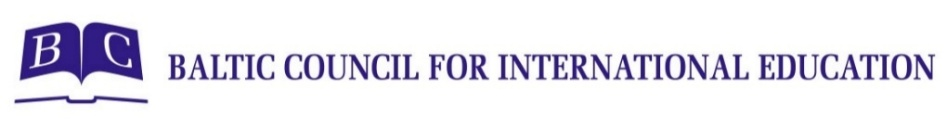 BC BALTIC COUNCIL FOR INTERNATIONAL EDUCATION